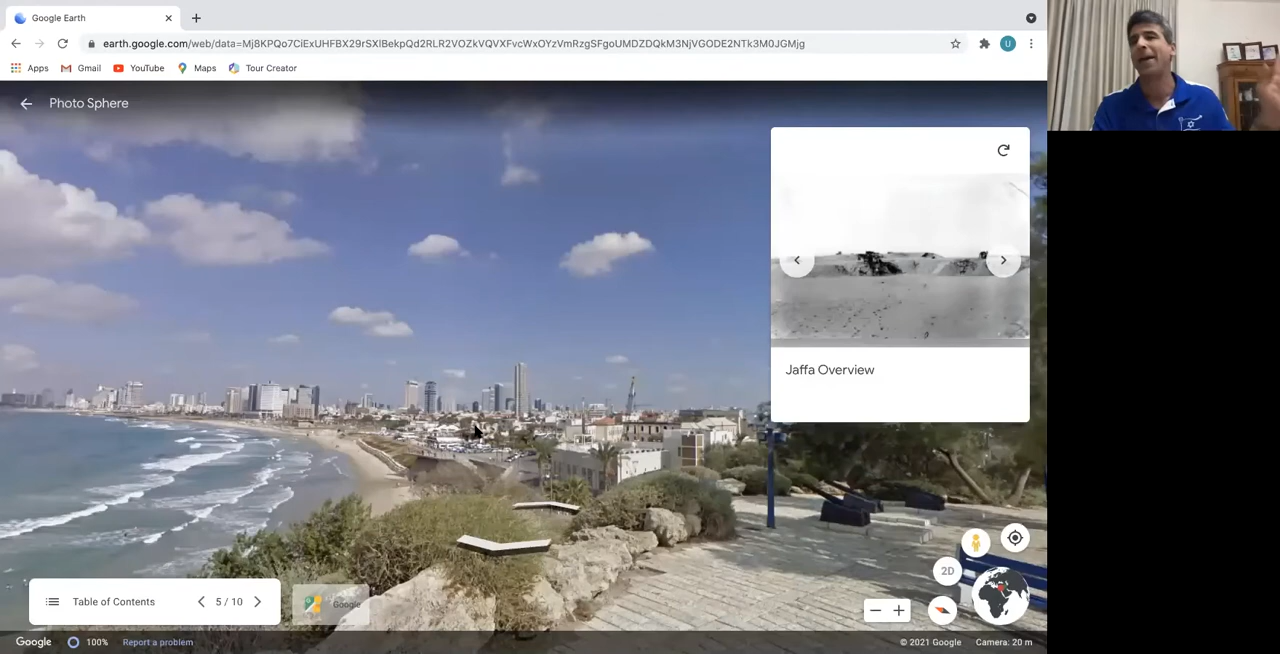 Google Earth
earth.google.com/web/data=Mj8KPQo7CiExUHFBX29rSXlBekpQd2RLR2VOZkVQVXFvcWxOYzVmRzgSFgoUMDZDQkM3NjVGODE2NTk3M0JGMjg
Apps Gmail YouTube Maps Tour Creator
U
Photo Sphere
Jaffa Overview
2D
Table of Contents 5 / 10
Google
Google 100% Report a problem © 2021 Google Camera: 20 m